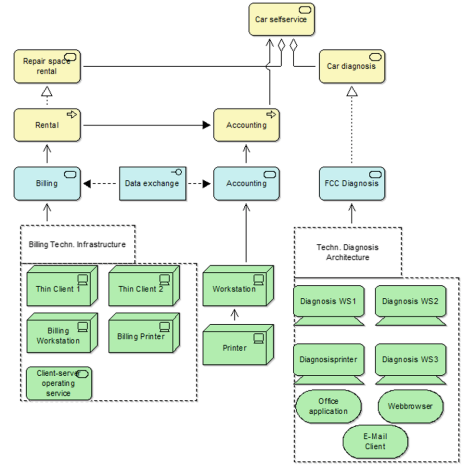 Car selfservice
Repair space
rental
Car diagnosis
Rental
Accounting
Billing
Data exchange
Accounting
FCC Diagnosis
Billing Techn. Infrastructure
Techn. Diagnosis
Architecture
Thin Client 1
Thin Client 2
Workstation
Diagnosis WS1
Diagnosis WS2
Billing
Workstation
Billing Printer
Printer
Diagnosisprinter
Diagnosis WS3
Client-server
operating
service
Office
application
Webbrowser
E-Mail
Client